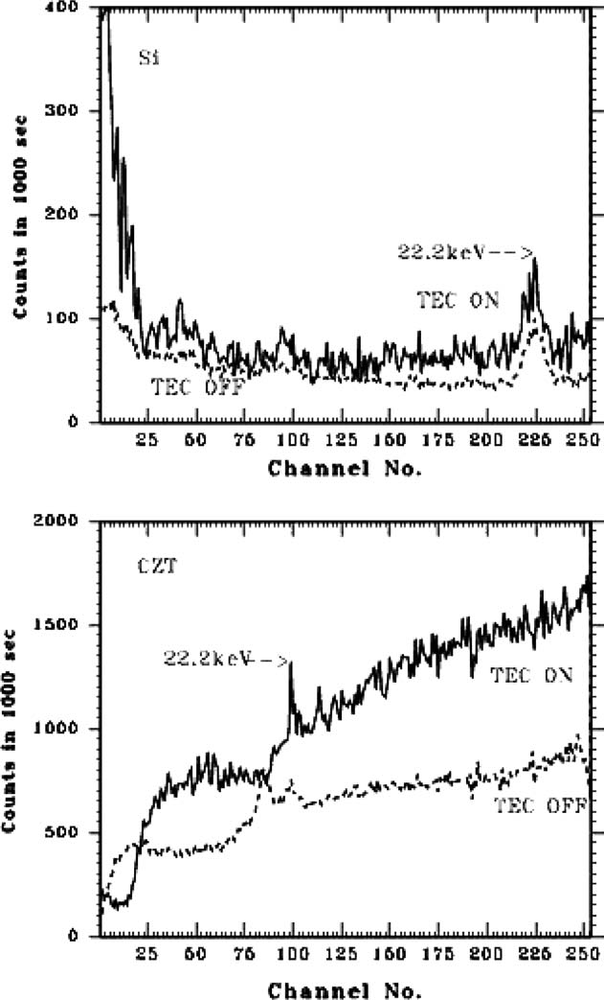 400
Si
300
Counts in 1000 sec
200
22.2keV-->
TEC ON
100
TEC OFF
0
25 50 75 100 125 150 175 200 225 250
Channel No.
2000
CZT
1500
22.2keV-->
TEC ON
Counts in 1000 sec
1000
TEC OFF
500
0
25 50 75 100 125 150 175 200 225 250
Channel No.